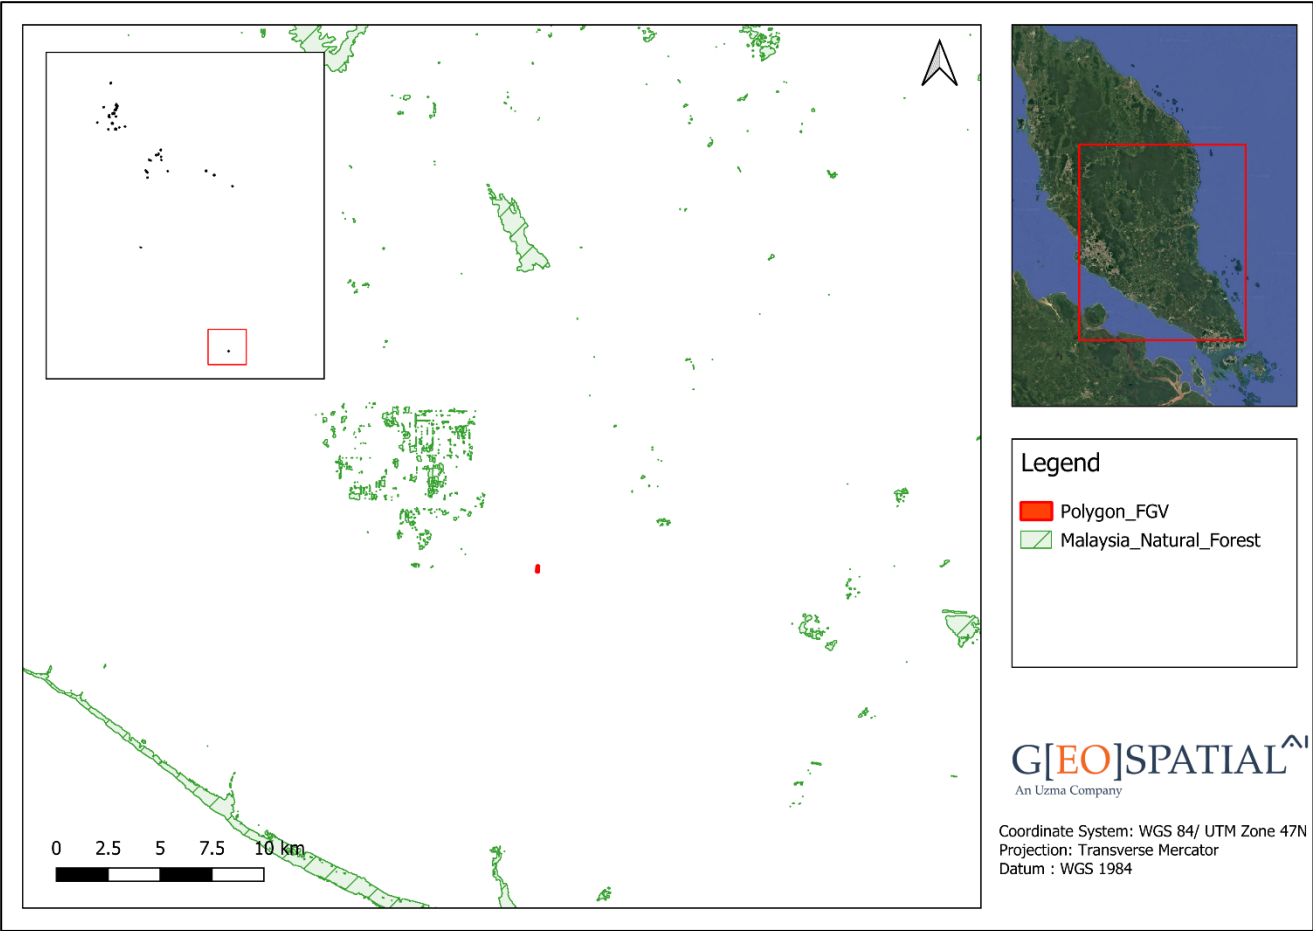 Legend
Polygon_FGV
Malaysia_Natural_Forest
G[EO]SPATIAL^AI
An Uzma Company
Coordinate System: WGS 84/ UTM Zone 47N
Projection: Transverse Mercator
Datum : WGS 1984
0 2.5 5 7.5 10 km